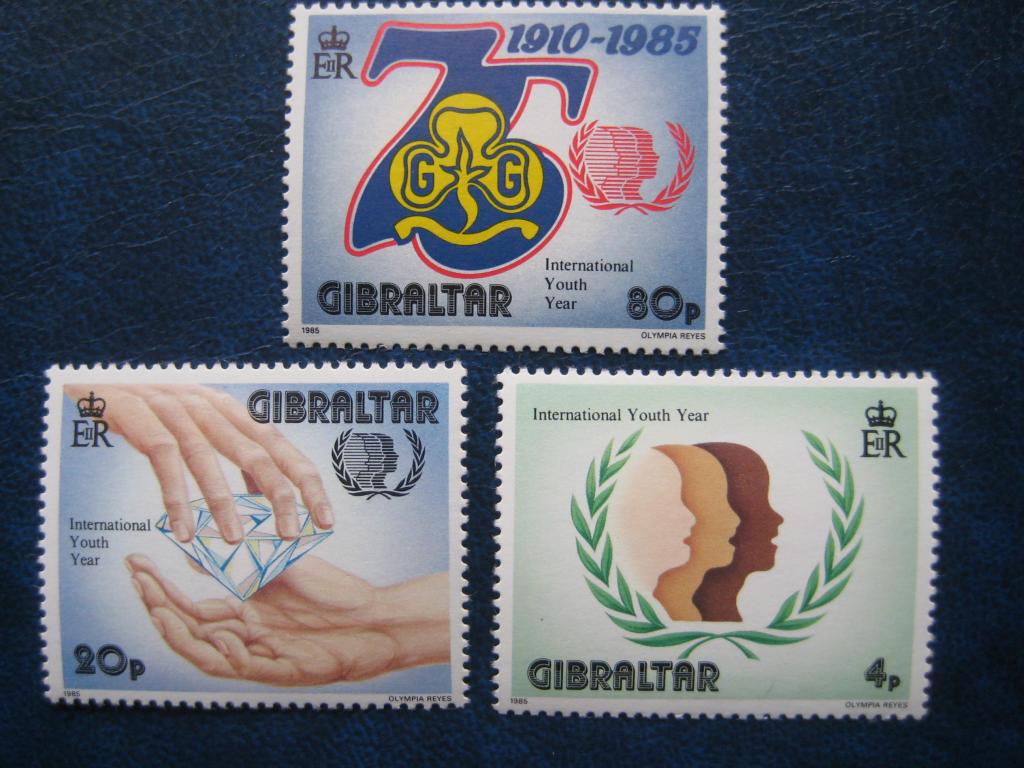 EIIR
75
1910-1985
G G
International
Youth
Year
GIBRALTAR
80p
1985
OLYMPIA REYES
EIIR
GIBRALTAR
International
Youth
Year
20p
1985
OLYMPIA REYES
International Youth Year
EIIR
GIBRALTAR
4p
1985
OLYMPIA REYES